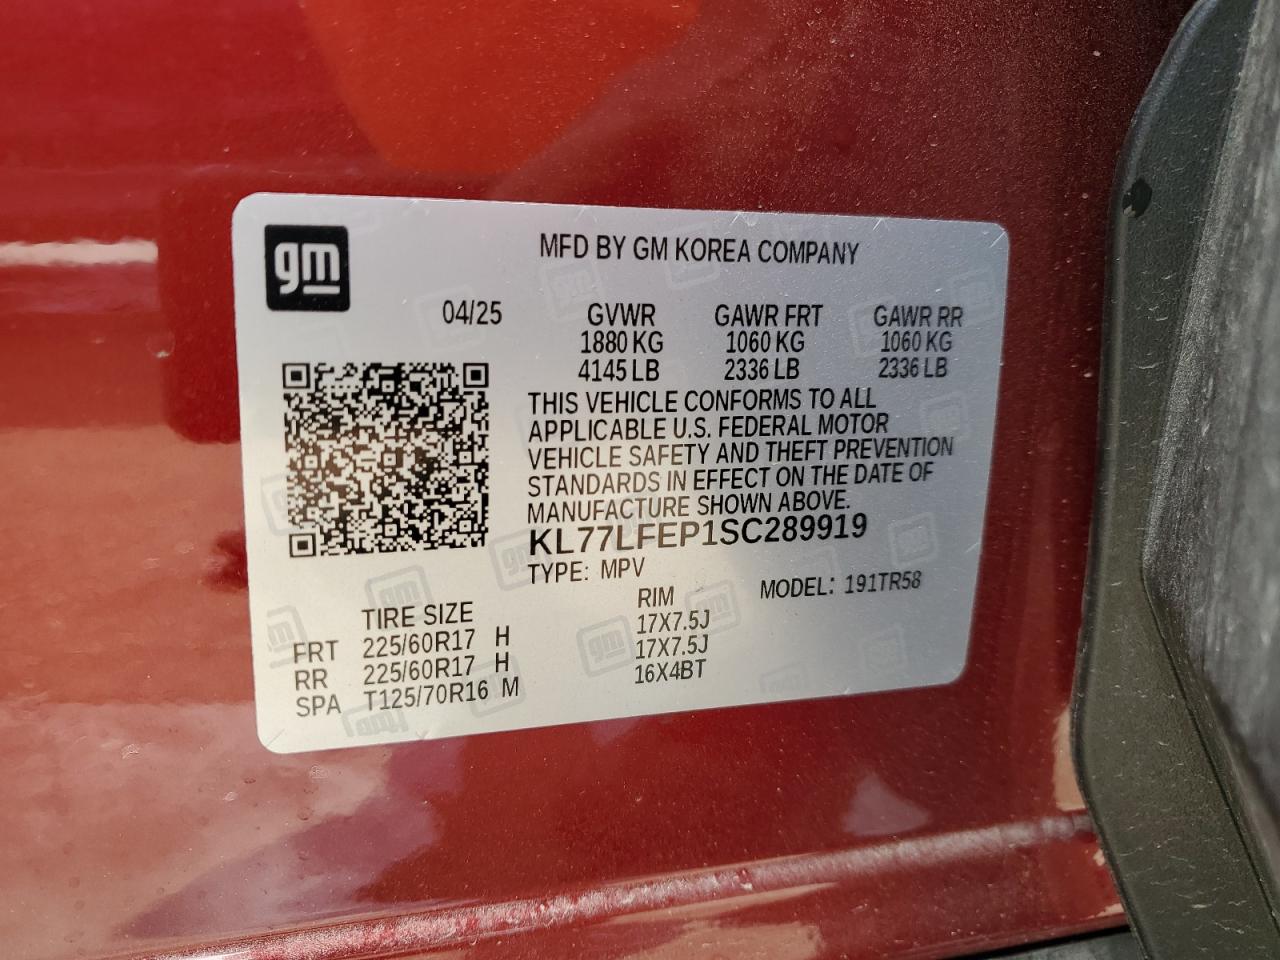 gm
MFD BY GM KOREA COMPANY
04/25 GVWR GAWR FRT GAWR RR
1880 KG 1060 KG 1060 KG
4145 LB 2336 LB 2336 LB
THIS VEHICLE CONFORMS TO ALL
APPLICABLE U.S. FEDERAL MOTOR
VEHICLE SAFETY AND THEFT PREVENTION
STANDARDS IN EFFECT ON THE DATE OF
MANUFACTURE SHOWN ABOVE.
KL77LFEP1SC289919
TYPE: MPV MODEL: 191TR58
TIRE SIZE RIM
FRT 225/60R17 H 17X7.5J
RR 225/60R17 H 17X7.5J
SPA T125/70R16 M 16X4BT